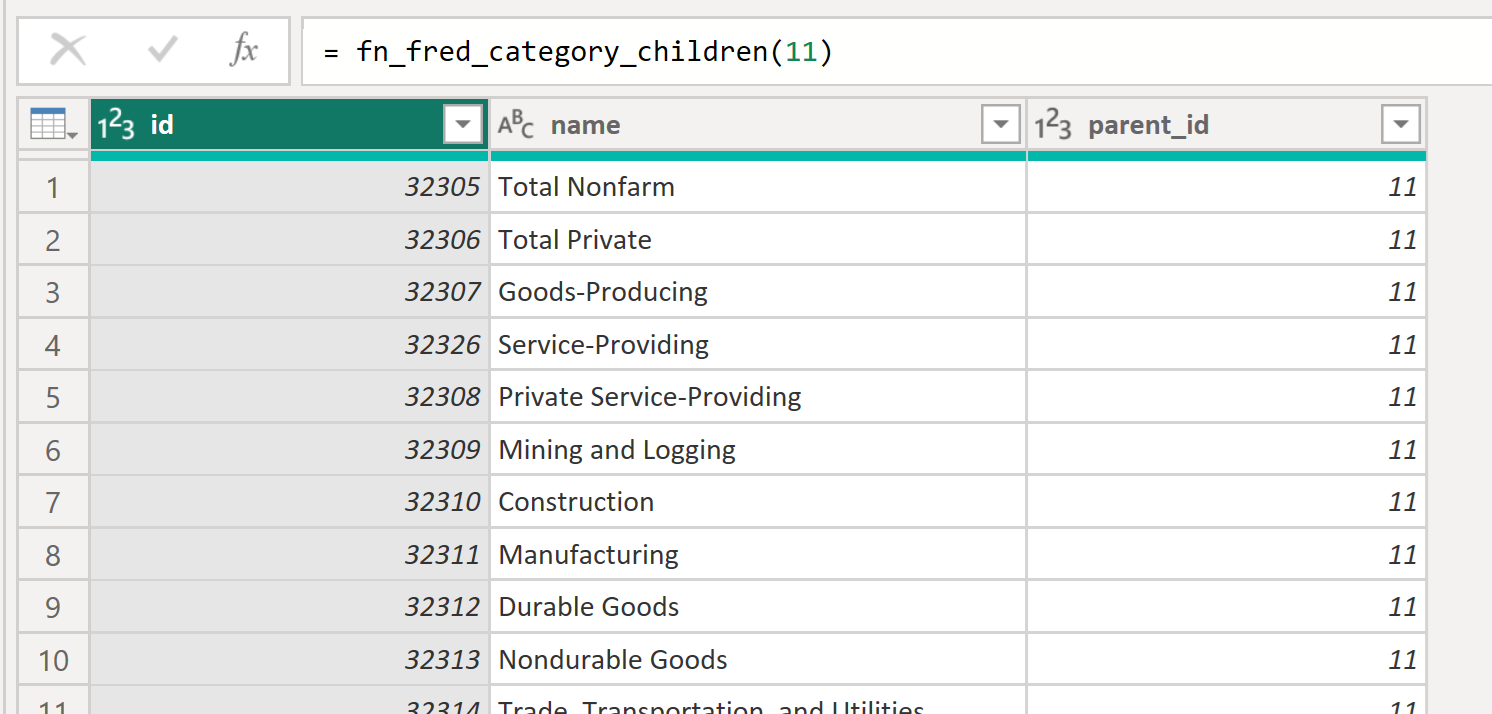 fx = fn_fred_category_children(11)
123 id ABC name 123 parent_id
1 32305 Total Nonfarm 11
2 32306 Total Private 11
3 32307 Goods-Producing 11
4 32326 Service-Providing 11
5 32308 Private Service-Providing 11
6 32309 Mining and Logging 11
7 32310 Construction 11
8 32311 Manufacturing 11
9 32312 Durable Goods 11
10 32313 Nondurable Goods 11
11 32314 Trade, Transportation, and Utilities 11